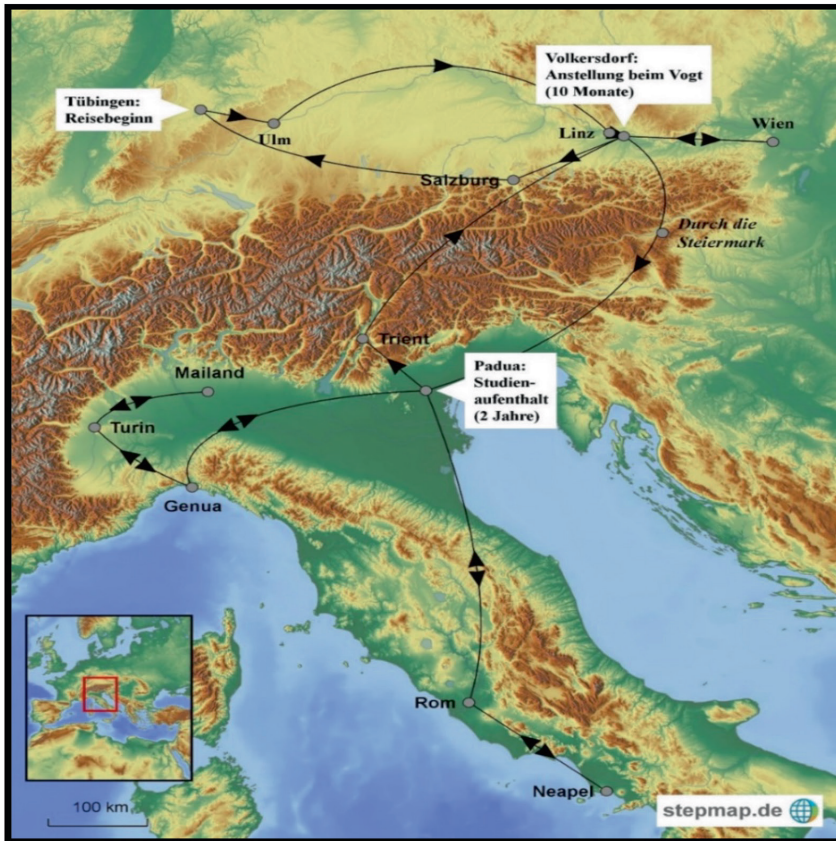 Volkersdorf:
Anstellung beim Vogt
(10 Monate)
Tübingen:
Reisebeginn
Ulm
Linz
Wien
Salzburg
Durch die
Steiermark
Trient
Padua:
Studien-
aufenthalt
(2 Jahre)
Mailand
Turin
Genua
Rom
Neapel
100 km
stepmap.de